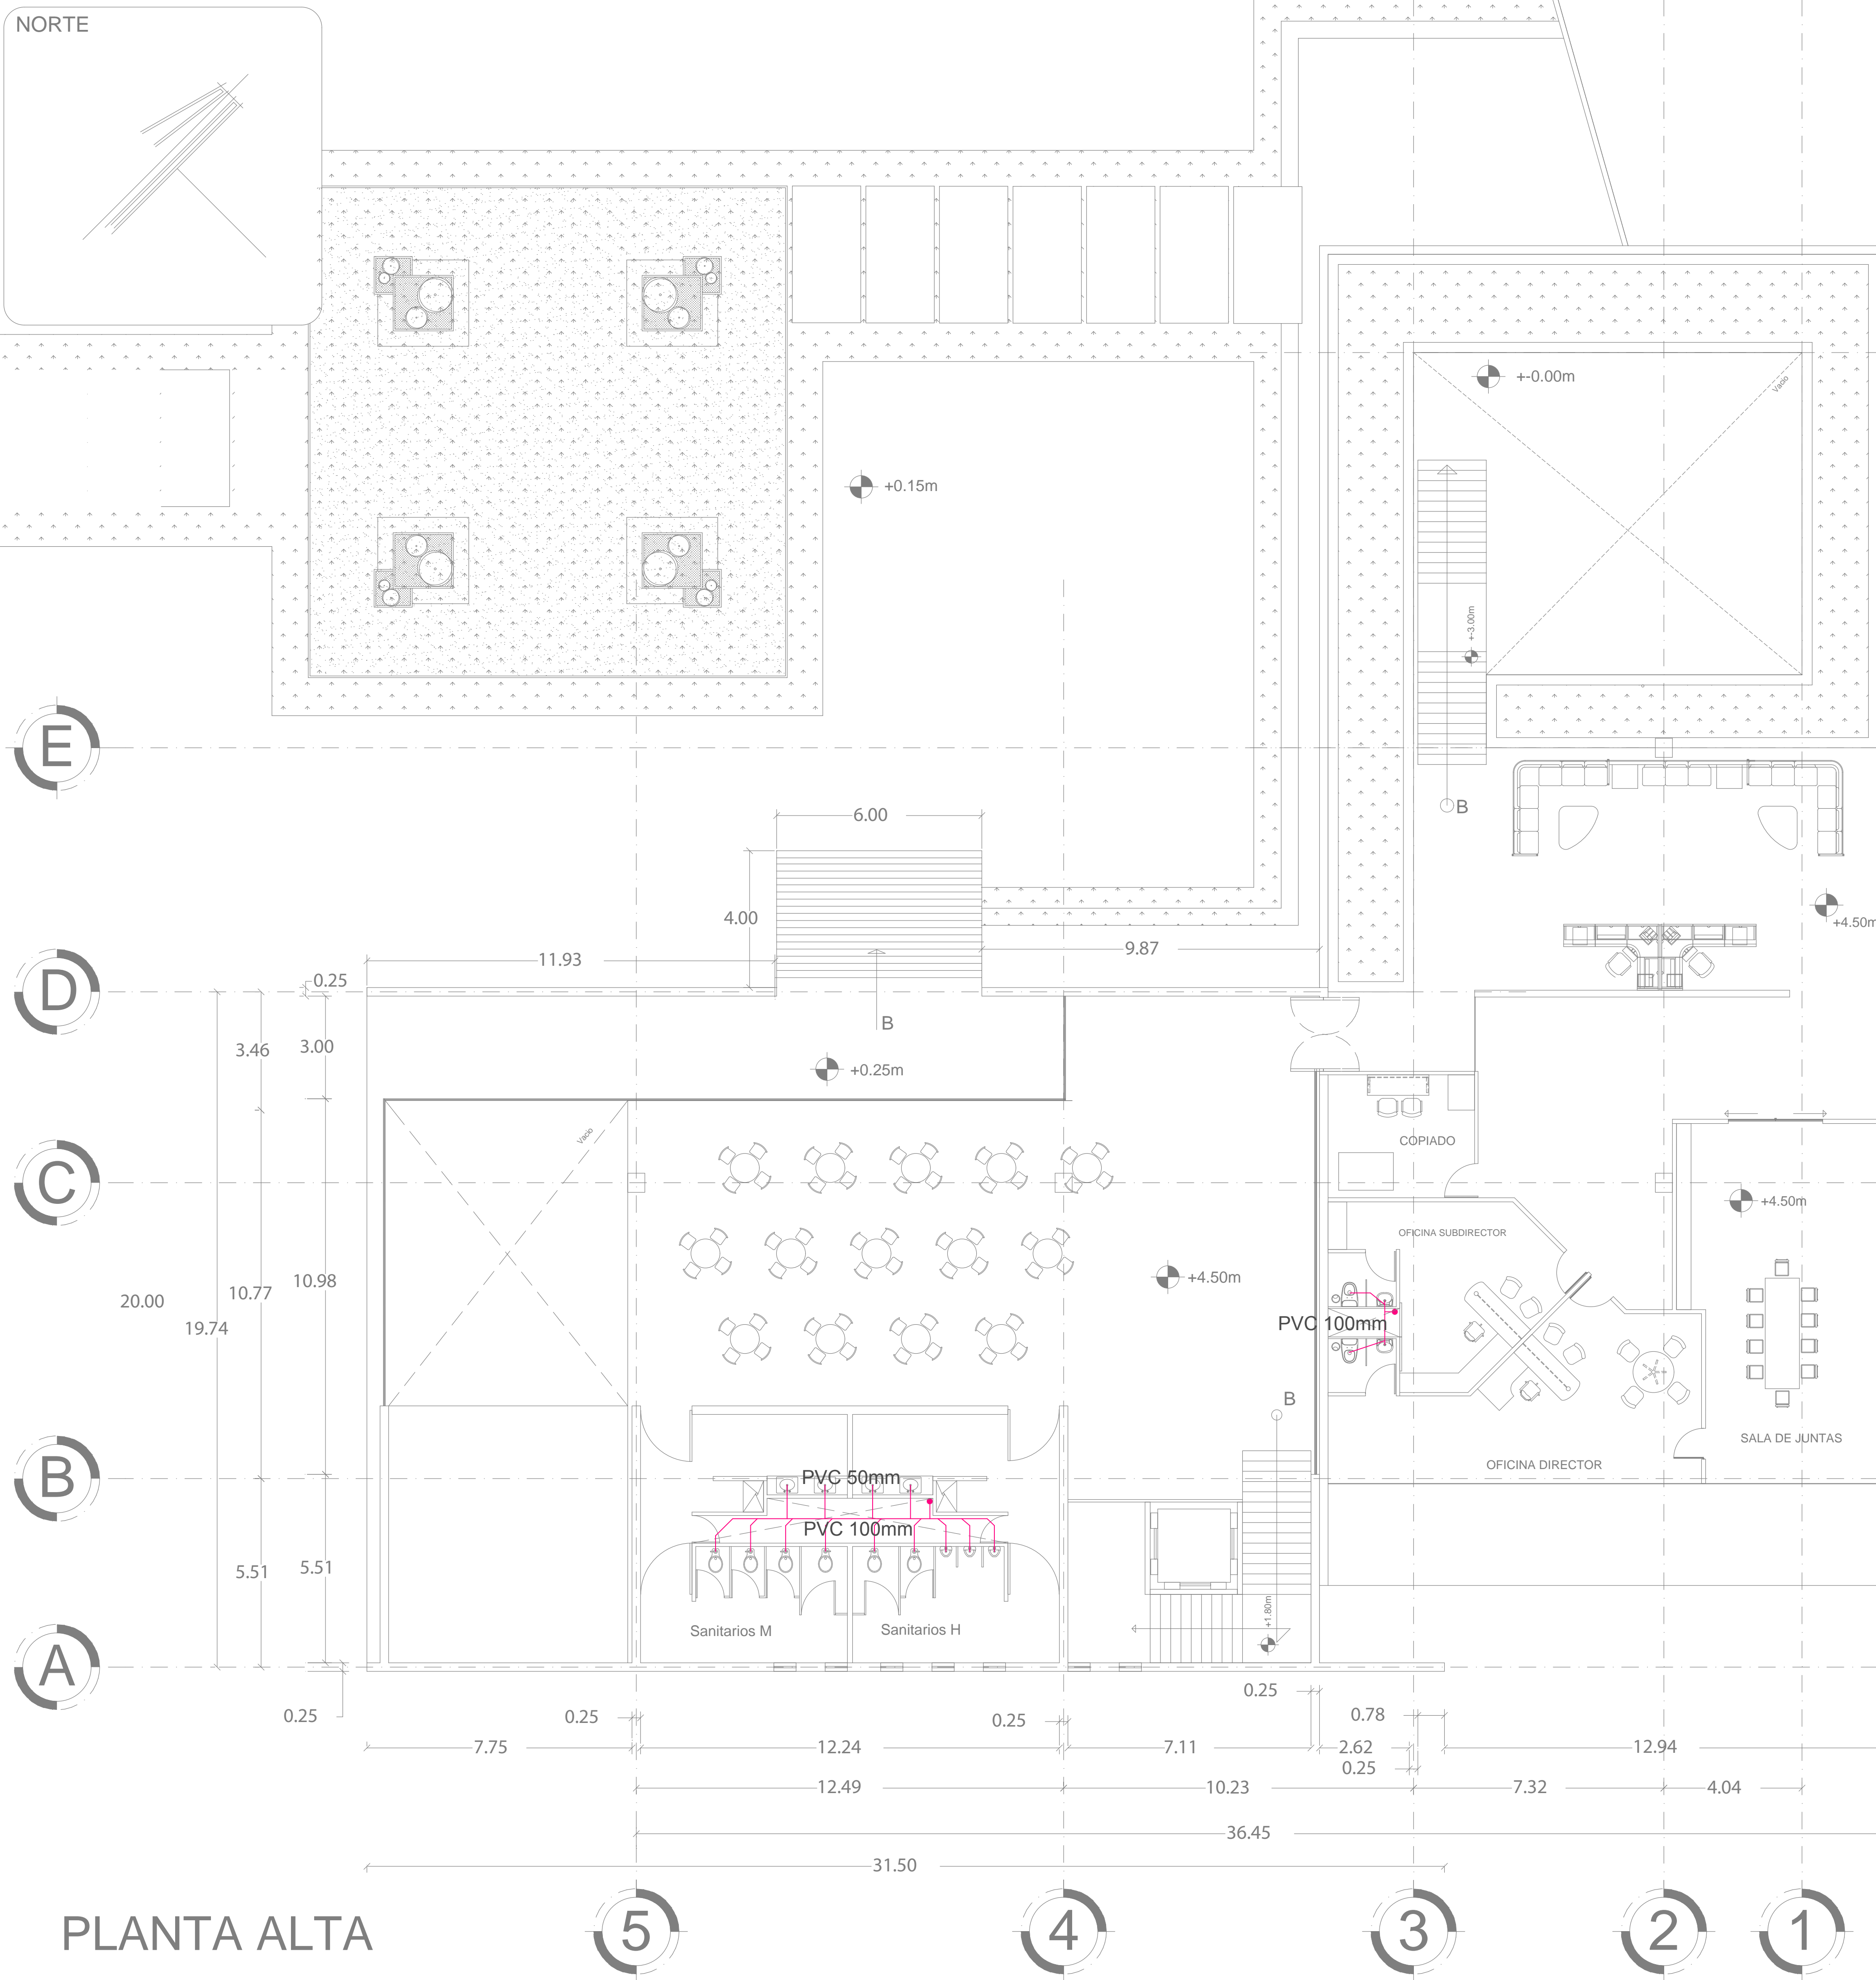 NORTE
+-0.00m
Vacio
+0.15m
+-3.00m
E
6.00
B
4.00
+4.50m
9.87
11.93
0.25
D
B
3.46
3.00
+0.25m
Vacio
COPIADO
C
+4.50m
OFICINA SUBDIRECTOR
+4.50m
10.98
10.77
20.00
19.74
PVC 100mm
B
SALA DE JUNTAS
OFICINA DIRECTOR
B
PVC 50mm
PVC 100mm
5.51
5.51
+1.80m
Sanitarios M
Sanitarios H
A
0.25
0.25
0.25
0.25
0.78
7.75
12.24
7.11
2.62
12.94
0.25
12.49
10.23
7.32
4.04
36.45
31.50
PLANTA ALTA
5
4
3
2
1